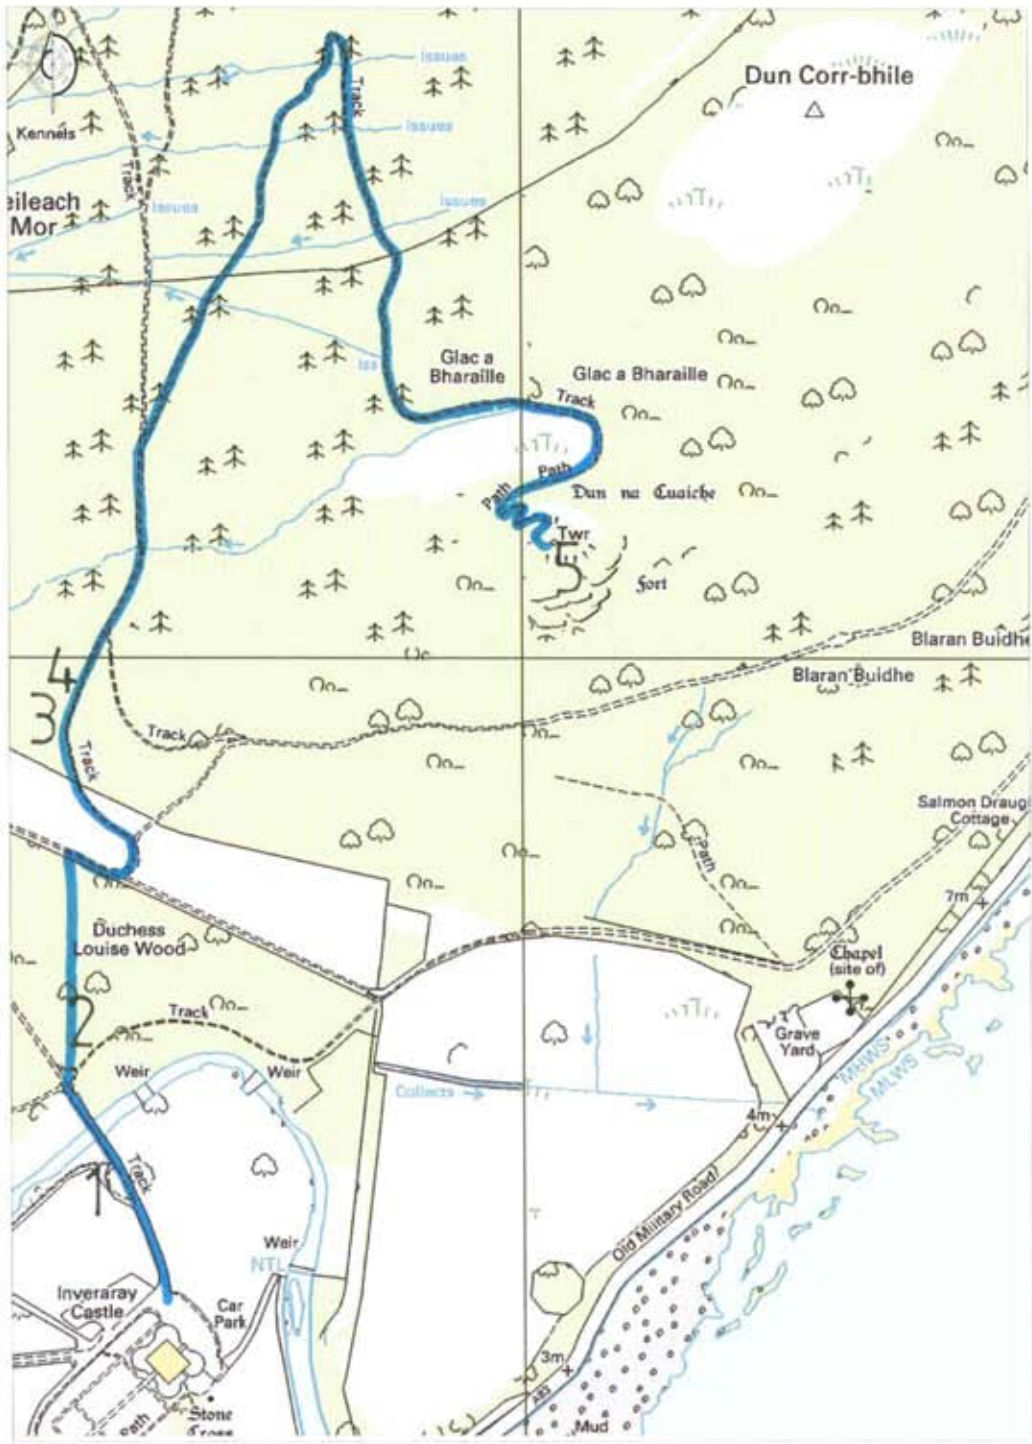 Issues
Dun Corr-bhile
Track
Kennels
Issues
Track
eileach
Mor
Issues
Issues
Iss
Glac a
Bharaille
Glac a Bharaille
Track
Path
Path
Dun na Cuaiche
Twr
5
Fort
Blaran Buidhe
Blaran Buidhe
4
3
Track
Track
Salmon Draug
Cottage
Path
7m
Duchess
Louise Wood
Chapel
(site of)
2
Track
Grave
Yard
MHWS
MLWS
Weir
Weir
Collects
4m
Track
1
Old Military Road
Weir
NTL
Inveraray
Castle
Car
Park
3m
A83
Stone
Cross
Path
Mud